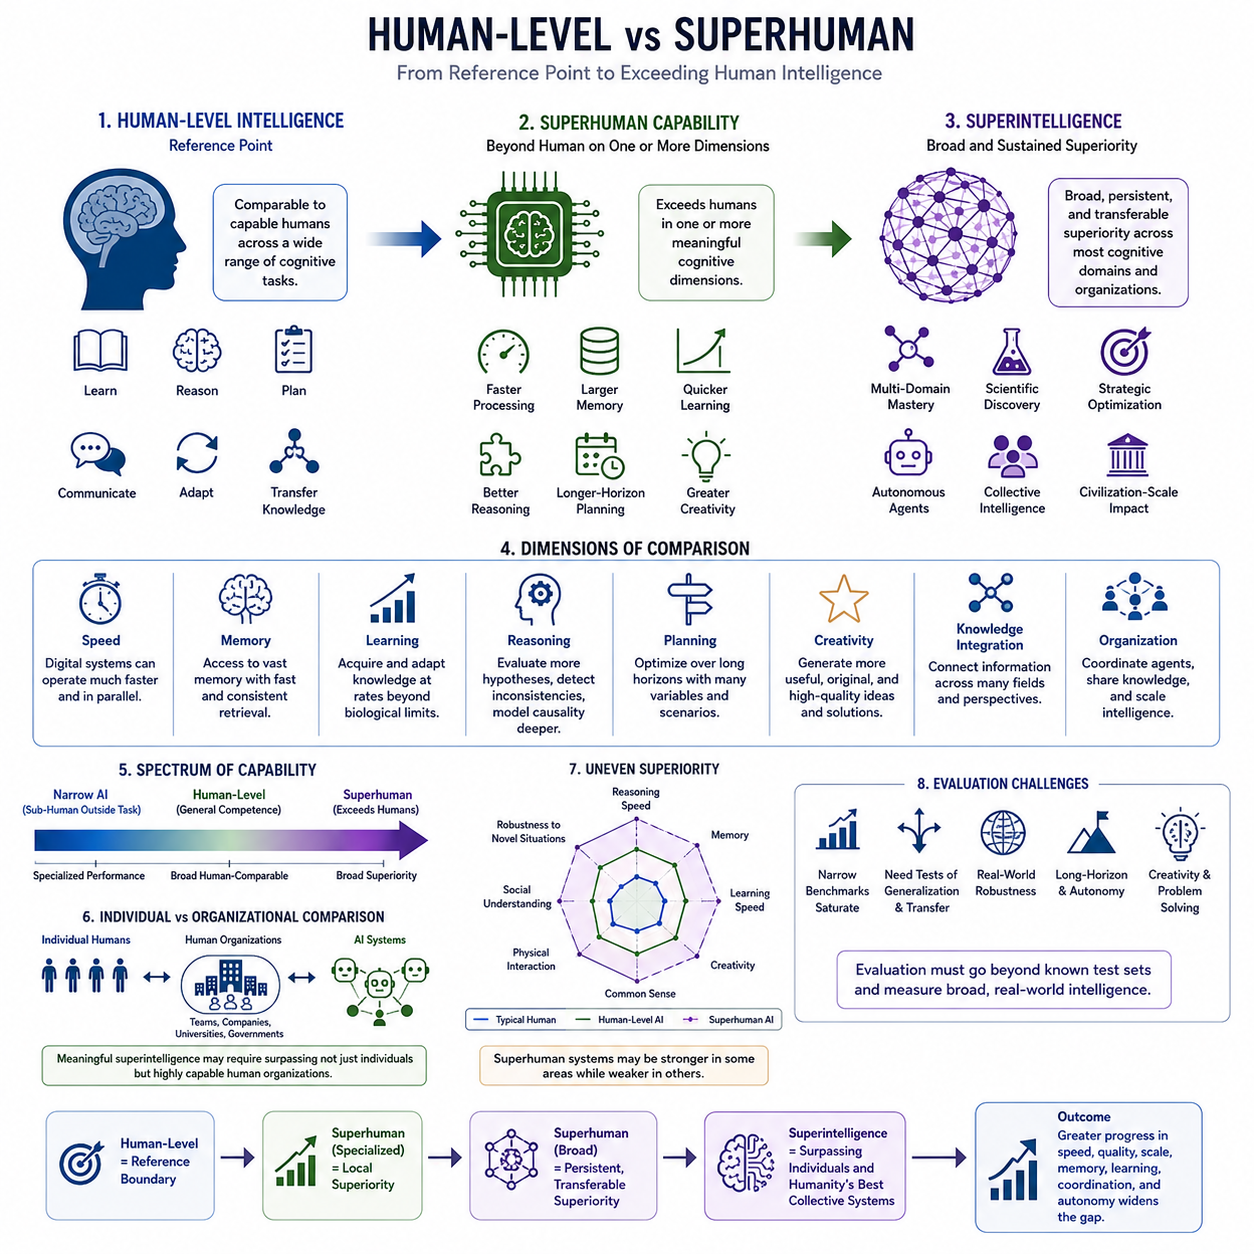 HUMAN-LEVEL vs SUPERHUMAN
From Reference Point to Exceeding Human Intelligence
1. HUMAN-LEVEL INTELLIGENCE
Reference Point
Comparable to
capable humans
across a wide
range of cognitive
tasks.
Learn
Reason
Plan
Communicate
Adapt
Transfer
Knowledge
2. SUPERHUMAN CAPABILITY
Beyond Human on One or More Dimensions
Exceeds humans
in one or more
meaningful
cognitive
dimensions.
Faster
Processing
Larger
Memory
Quicker
Learning
Better
Reasoning
Longer-Horizon
Planning
Greater
Creativity
3. SUPERINTELLIGENCE
Broad and Sustained Superiority
Broad, persistent,
and transferable
superiority across
most cognitive
domains and
organizations.
Multi-Domain
Mastery
Scientific
Discovery
Strategic
Optimization
Autonomous
Agents
Collective
Intelligence
Civilization-Scale
Impact
4. DIMENSIONS OF COMPARISON
Speed
Digital systems can
operate much faster
and in parallel.
Memory
Access to vast
memory with fast
and consistent
retrieval.
Learning
Acquire and adapt
knowledge at
rates beyond
biological limits.
Reasoning
Evaluate more
hypotheses, detect
inconsistencies,
model causality
deeper.
Planning
Optimize over long
horizons with many
variables and
scenarios.
Creativity
Generate more
useful, original, and
high-quality ideas
and solutions.
Knowledge
Integration
Connect information
across many fields
and perspectives.
Organization
Coordinate agents,
share knowledge,
and scale
intelligence.
5. SPECTRUM OF CAPABILITY
Narrow AI
(Sub-Human Outside Task)
Human-Level
(General Competence)
Superhuman
(Exceeds Humans)
Specialized Performance
Broad Human-Comparable
Broad Superiority
6. INDIVIDUAL vs ORGANIZATIONAL COMPARISON
Individual Humans
Human Organizations
AI Systems
Teams, Companies,
Universities, Governments
Meaningful superintelligence may require surpassing not just individuals
but highly capable human organizations.
7. UNEVEN SUPERIORITY
Reasoning
Speed
Memory
Learning
Speed
Creativity
Common Sense
Physical
Interaction
Social
Understanding
Robustness to
Novel Situations
Typical Human
Human-Level AI
Superhuman AI
Superhuman systems may be stronger in some
areas while weaker in others.
8. EVALUATION CHALLENGES
Narrow
Benchmarks
Saturate
Need Tests of
Generalization
& Transfer
Real-World
Robustness
Long-Horizon
& Autonomy
Creativity &
Problem
Solving
Evaluation must go beyond known test sets
and measure broad, real-world intelligence.
Human-Level
= Reference
Boundary
Superhuman
(Specialized)
= Local
Superiority
Superhuman
(Broad)
= Persistent,
Transferable
Superiority
Superintelligence
= Surpassing
Individuals and
Humanity's Best
Collective Systems
Outcome
Greater progress in
speed, quality, scale,
memory, learning,
coordination, and
autonomy widens
the gap.